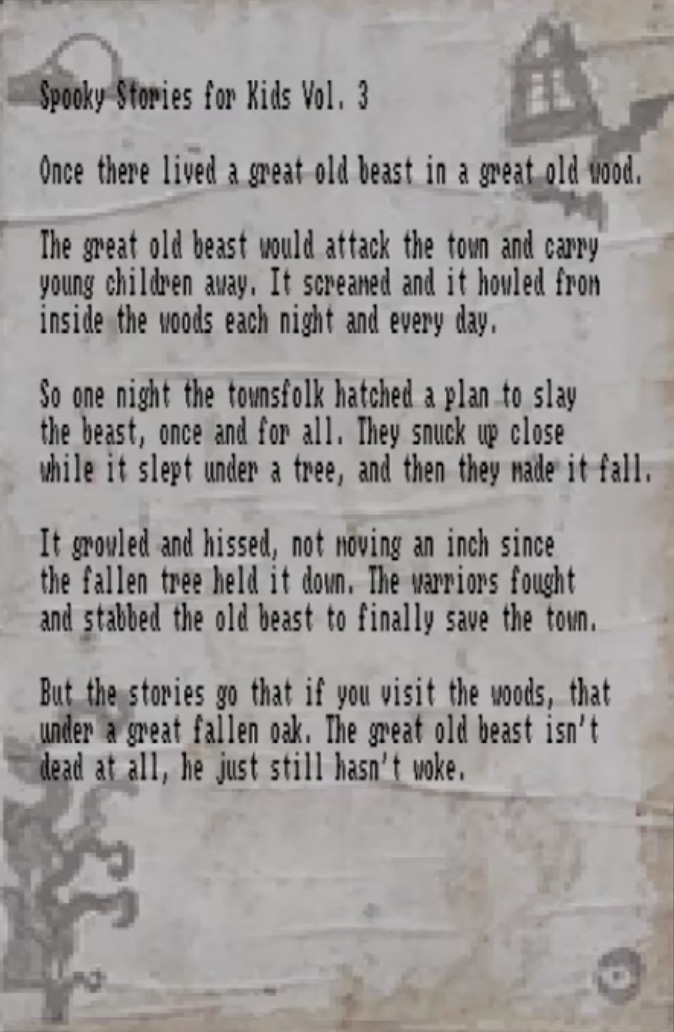 Spooky Stories for Kids Vol. 3
Once there lived a great old beast in a great old wood.
The great old beast would attack the town and carry
young children away. It screamed and it howled from
inside the woods each night and every day.
So one night the townsfolk hatched a plan to slay
the beast, once and for all. They snuck up close
while it slept under a tree, and then they made it fall.
It growled and hissed, not moving an inch since
the fallen tree held it down. The warriors fought
and stabbed the old beast to finally save the town.
But the stories go that if you visit the woods, that
under a great fallen oak. The great old beast isn't
dead at all, he just still hasn't woke.